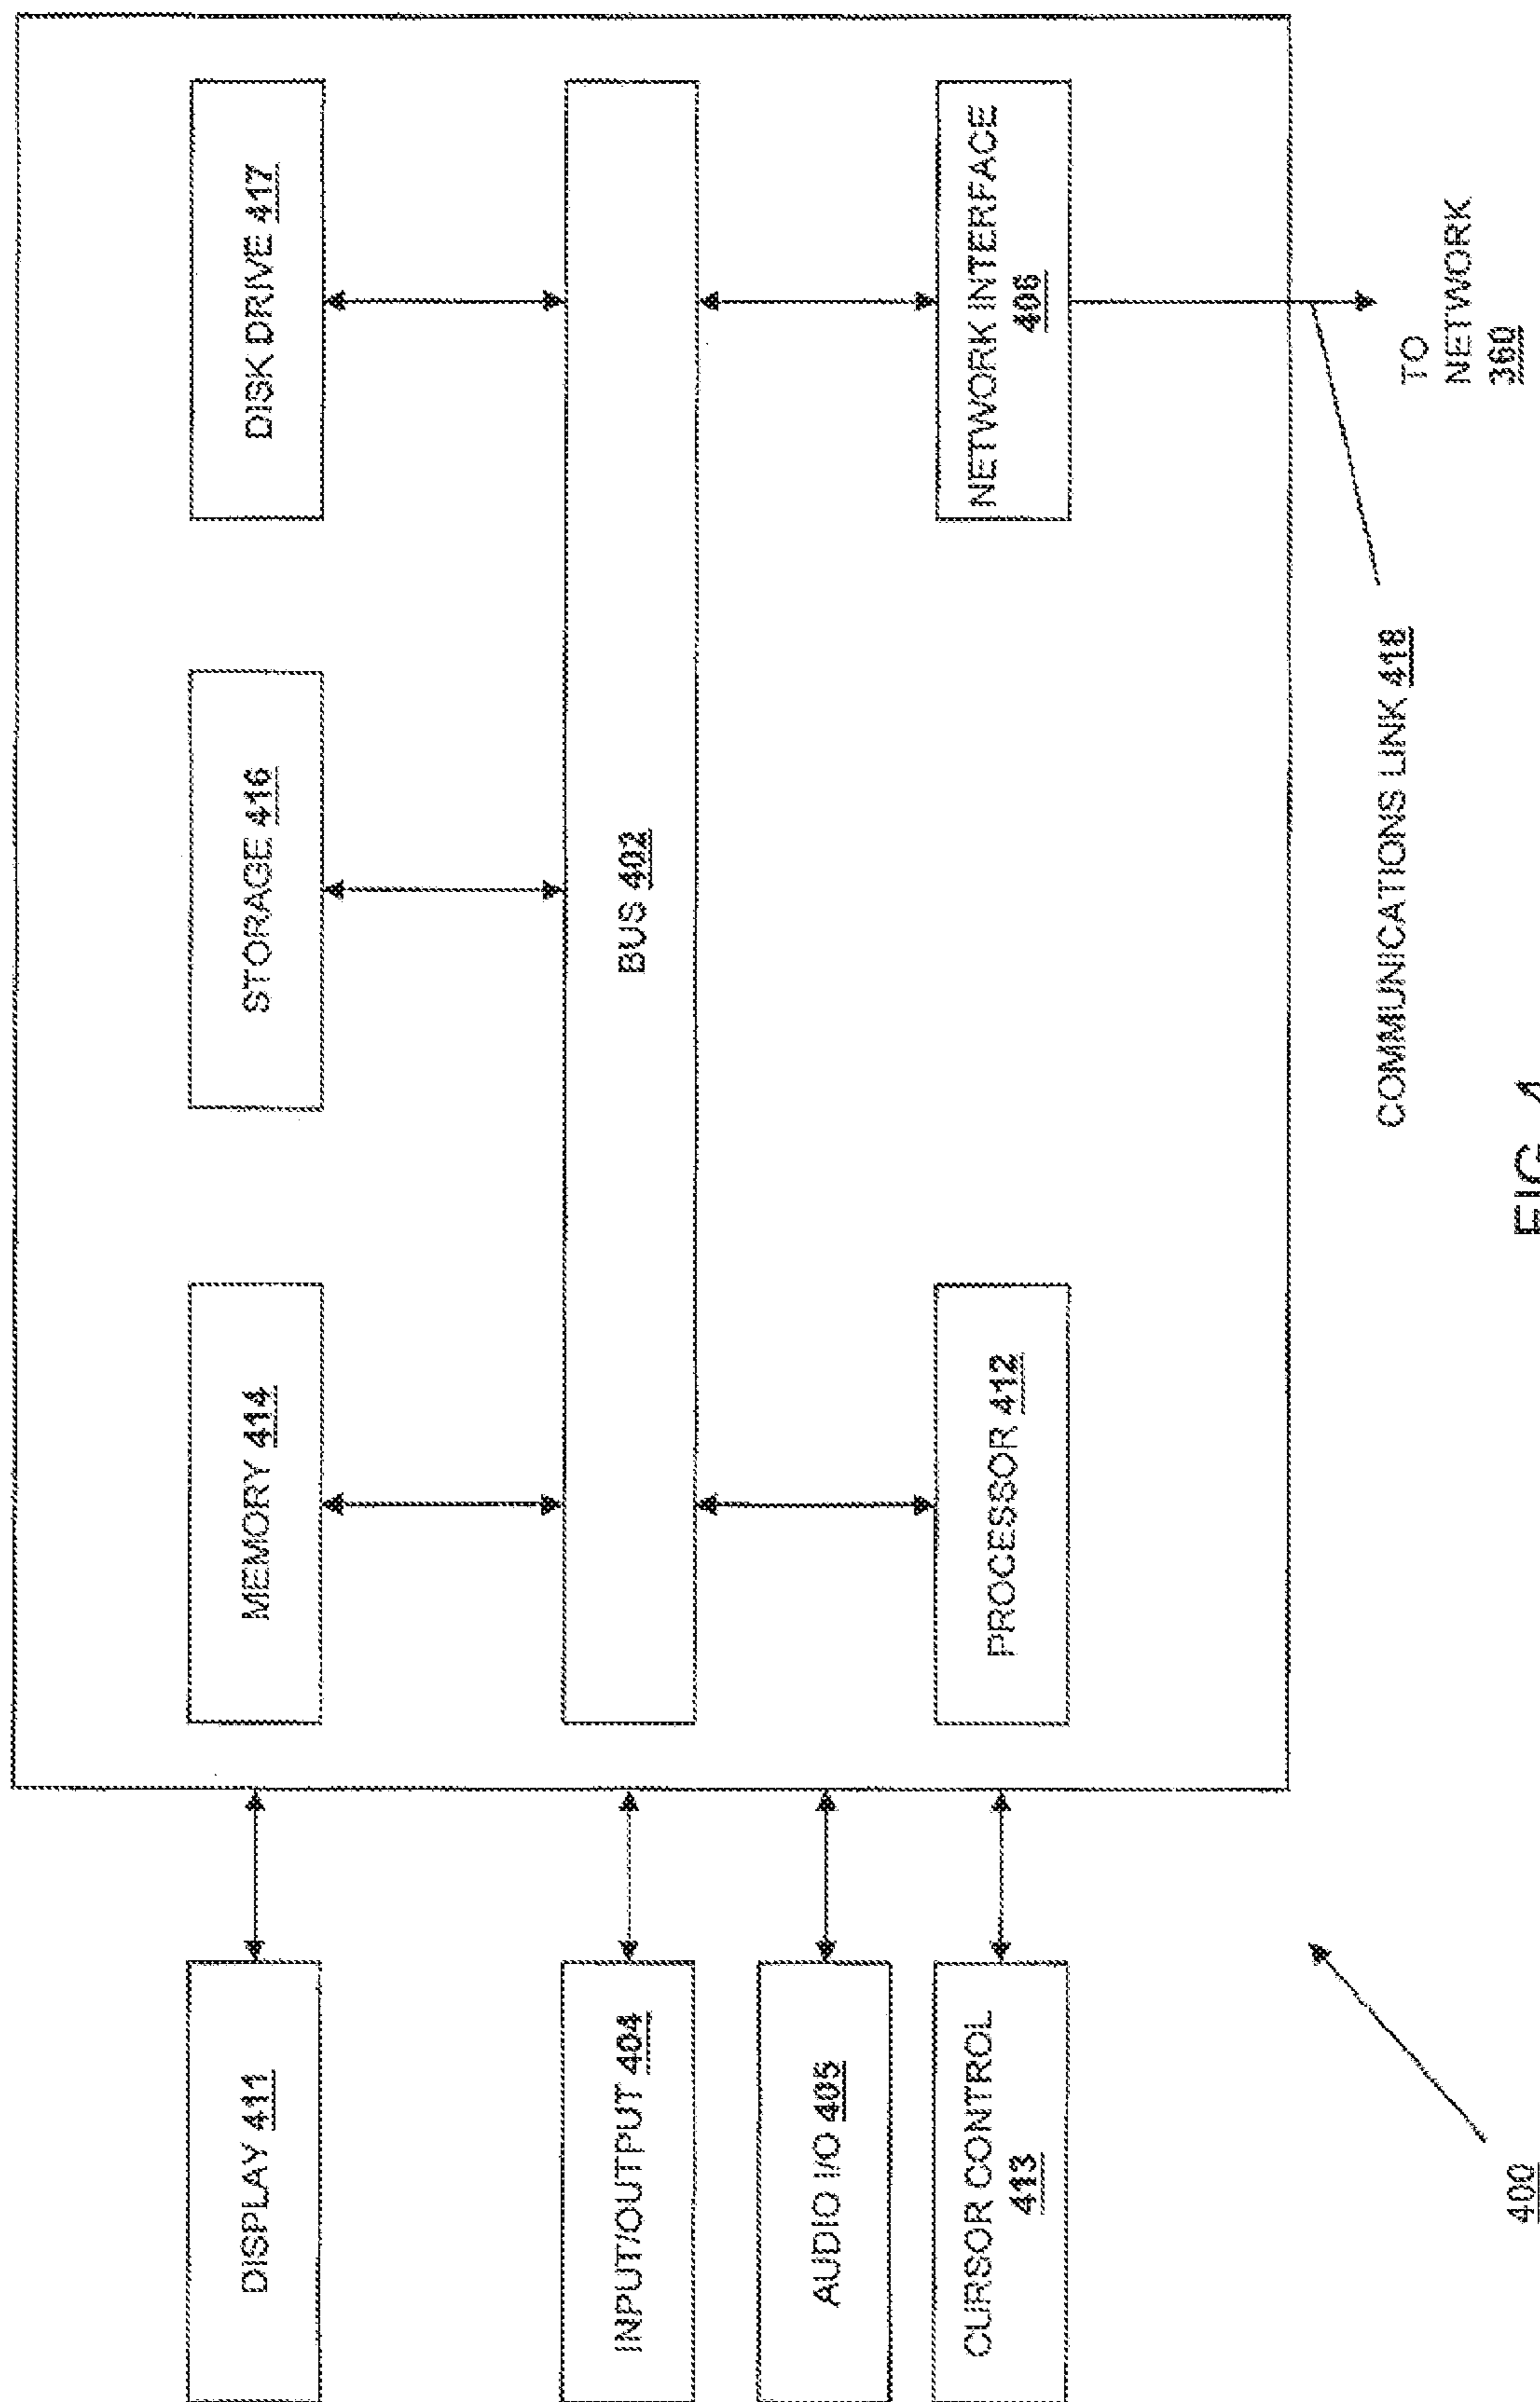 DISPLAY 411
MEMORY 414
STORAGE 416
DISK DRIVE 417
INPUT/OUTPUT 404
BUS 402
AUDIO I/O 405
CURSOR CONTROL
413
PROCESSOR 412
NETWORK INTERFACE
406
COMMUNICATIONS LINK 418
TO
NETWORK
360
400
FIG. 4